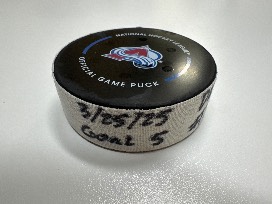 NATIONAL HOCKEY LEAGUE
OFFICIAL GAME PUCK
3/25/25
GOAL 5